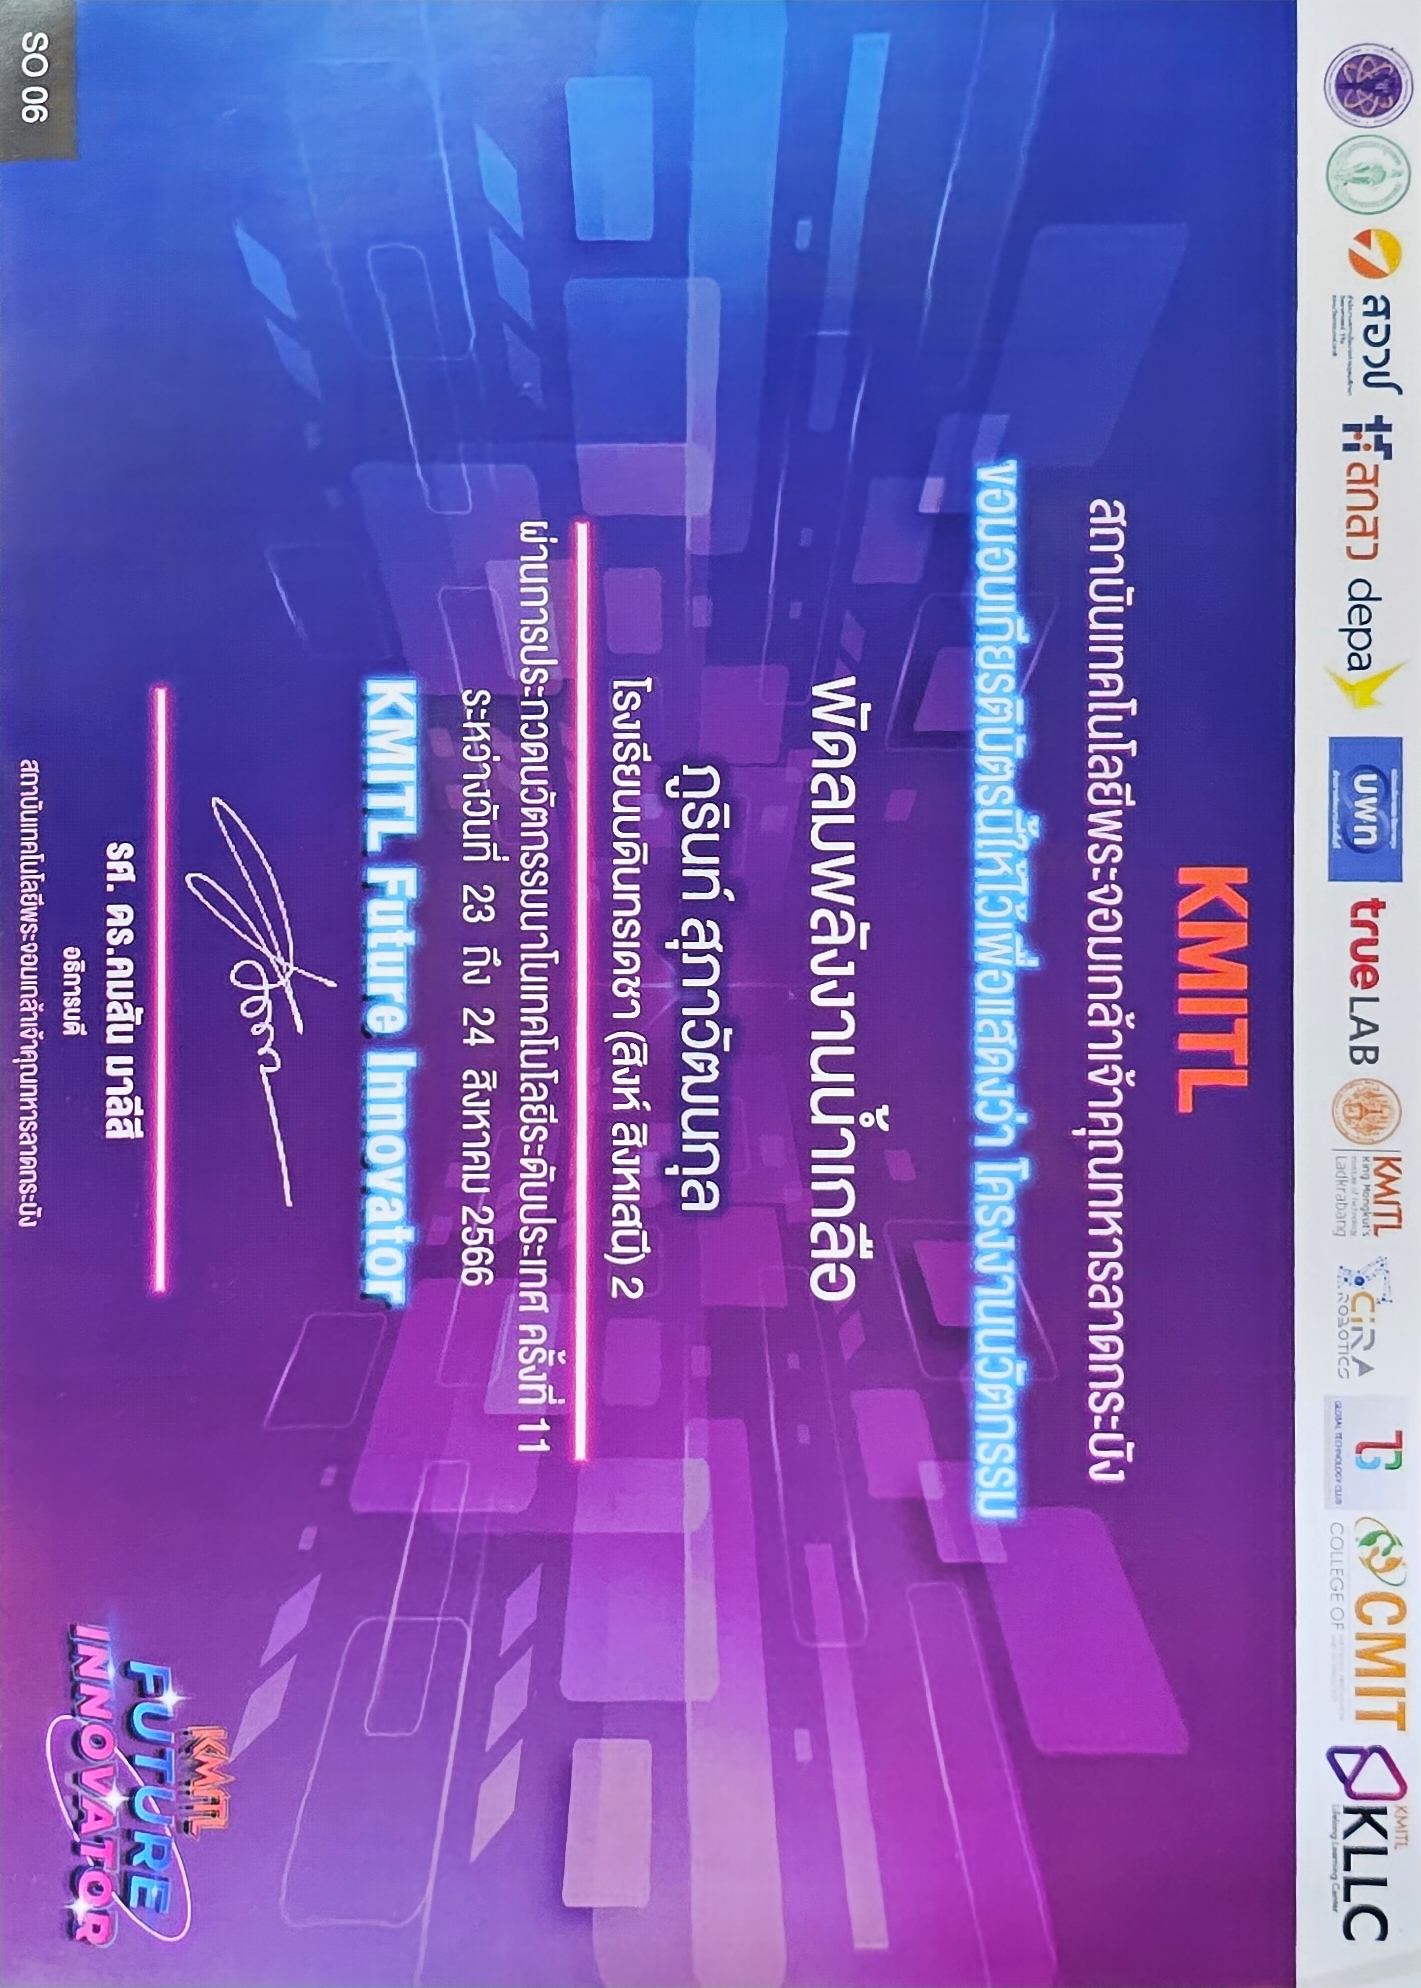 สอวช
สกสว
depa
บพท
true LAB
KMITL
King Mongkut's
Institute of Technology
Ladkrabang
CiRA
ROBOTICS
GLOBAL TECHNOLOGY CLUB
CMIT
COLLEGE OF
KMITL
KLLC
Lifelong Learning Center
KMITL
สถาบันเทคโนโลยีพระจอมเกล้าเจ้าคุณทหารลาดกระบัง
ขอมอบเกียรติบัตรนี้ให้ไว้เพื่อแสดงว่า โครงงานนวัตกรรม
พัดลมพลังงานน้ำเกลือ
ภูรินท์ สุภาวัฒนกุล
โรงเรียนบดินทรเดชา (สิงห์ สิงหเสนี) 2
ผ่านการประกวดนวัตกรรมนาโนเทคโนโลยีระดับประเทศ ครั้งที่ 11
ระหว่างวันที่ 23 ถึง 24 สิงหาคม 2566
KMITL Future Innovator
รศ. ดร.คมสัน มาลีสี
อธิการบดี
สถาบันเทคโนโลยีพระจอมเกล้าเจ้าคุณทหารลาดกระบัง
KMITL
FUTURE
INNOVATOR
SO 06